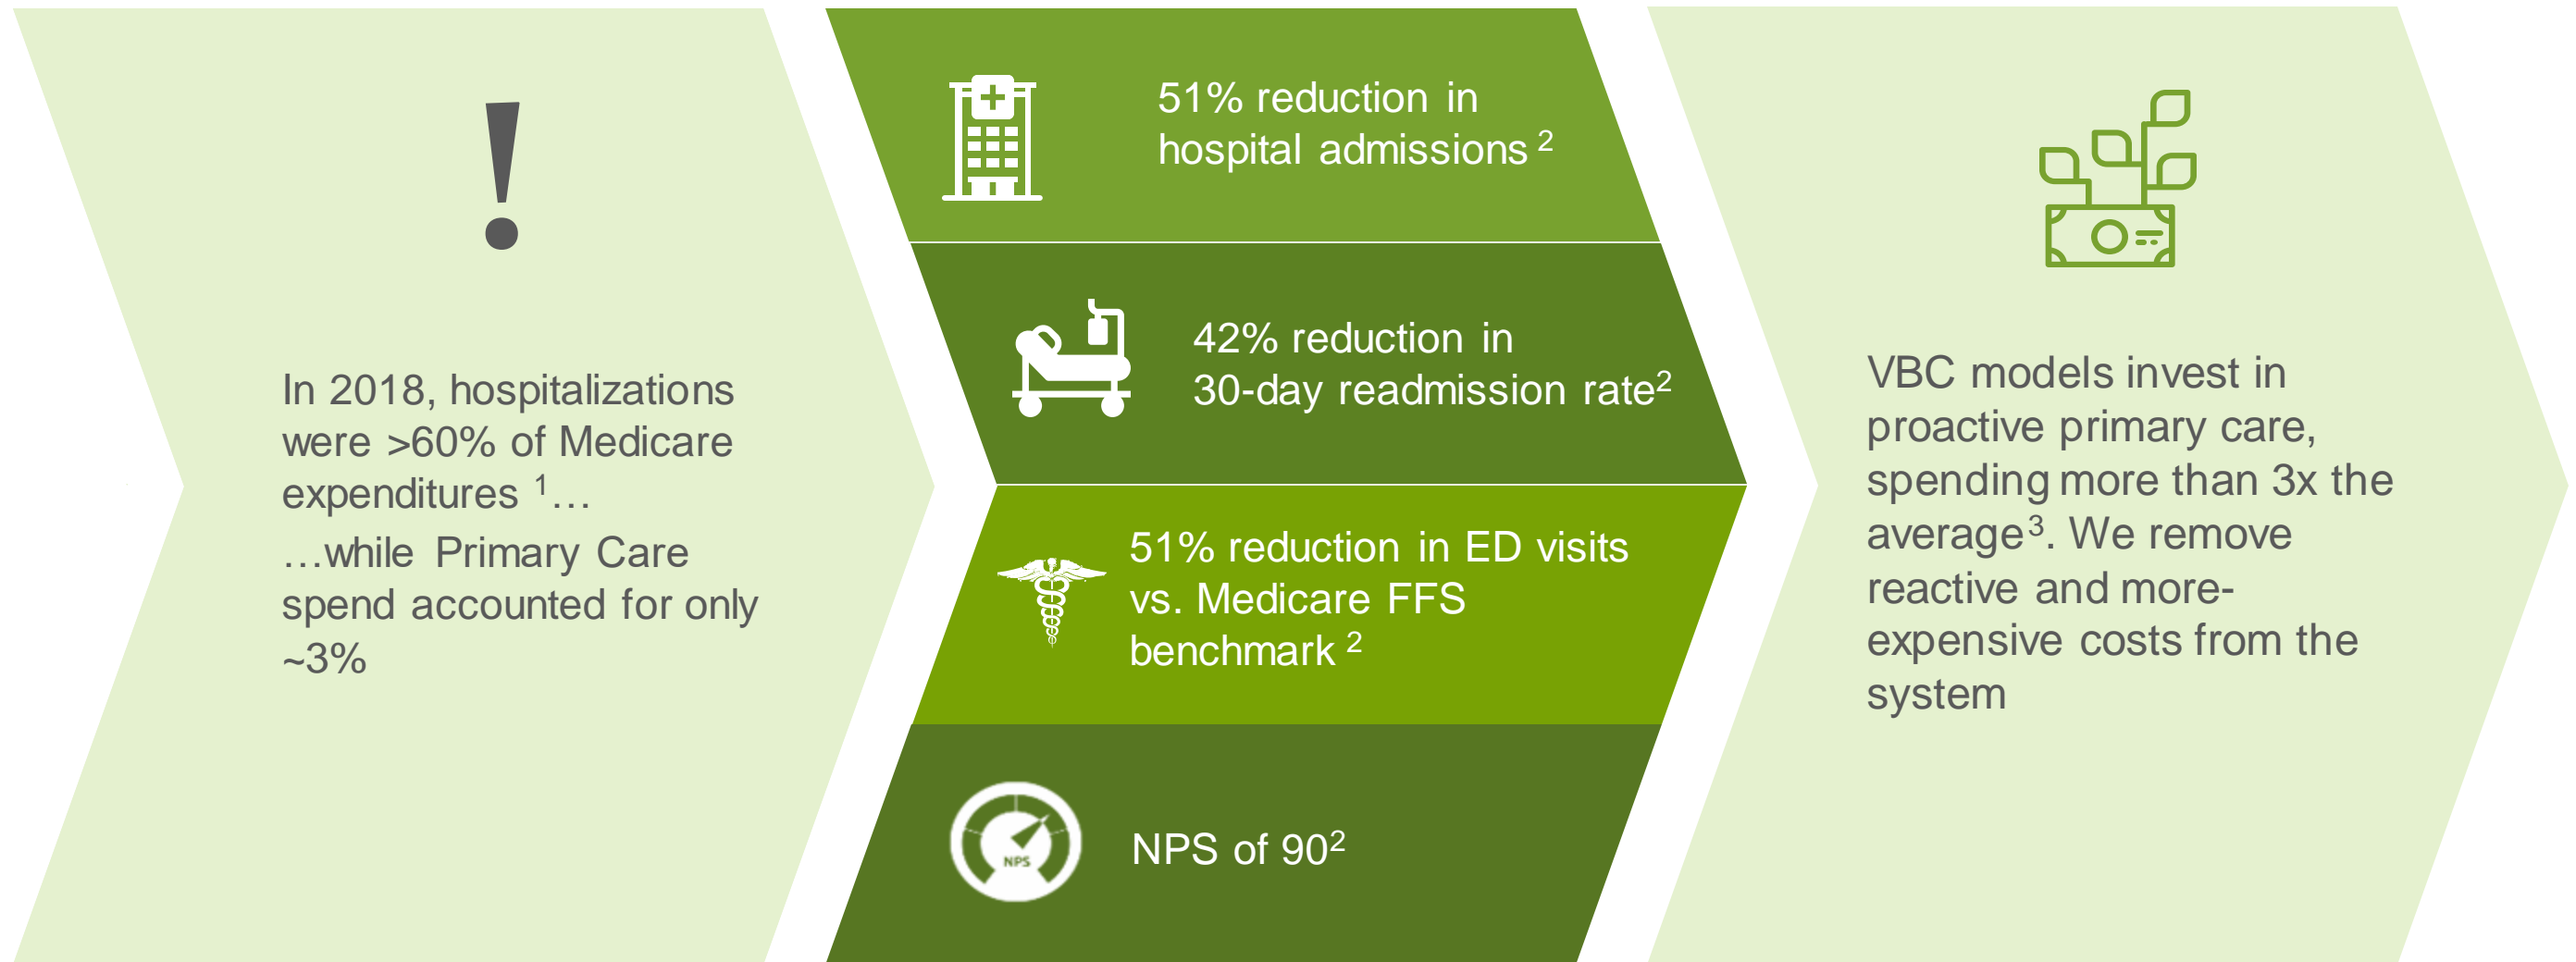 In 2018, hospitalizations
were >60% of Medicare
expenditures ¹…
…while Primary Care
spend accounted for only
~3%
51% reduction in
hospital admissions ²
42% reduction in
30-day readmission rate²
51% reduction in ED visits
vs. Medicare FFS
benchmark ²
NPS
NPS of 90²
VBC models invest in
proactive primary care,
spending more than 3x the
average³. We remove
reactive and more-
expensive costs from the
system